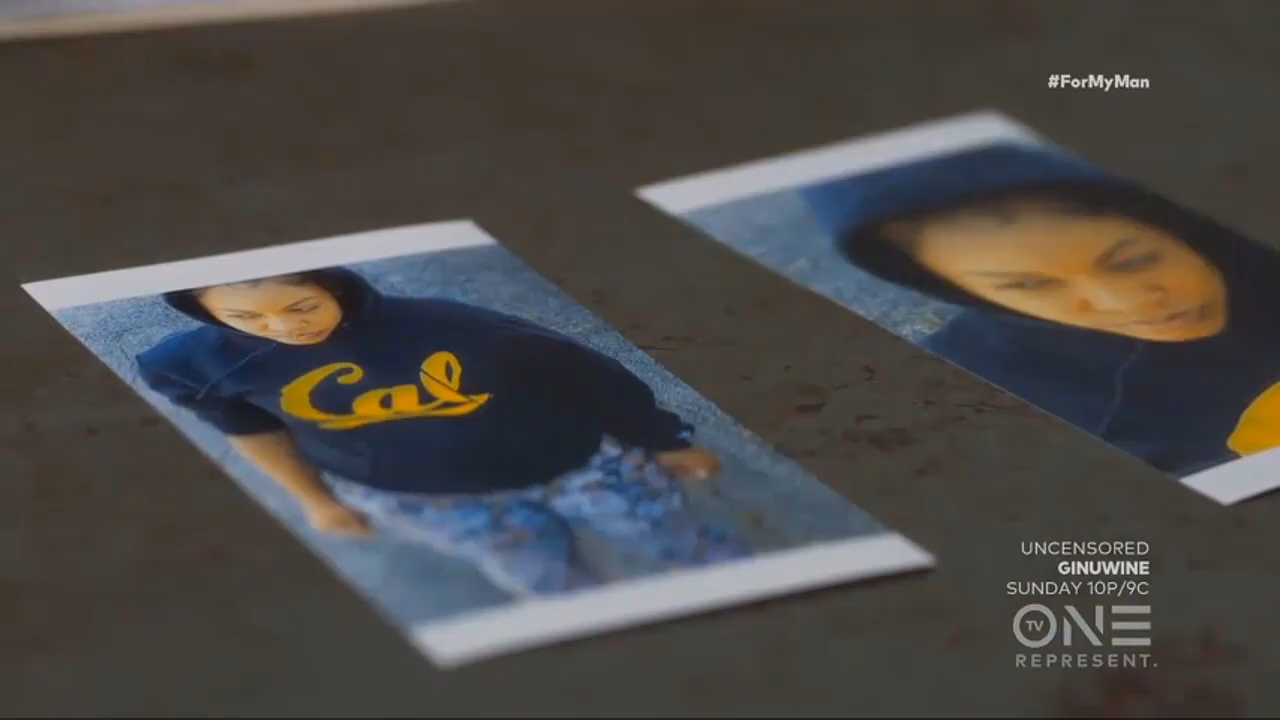 #ForMyMan
Cal
UNCENSORED
GINUWINE
SUNDAY 10P/9C
TV ONE
REPRESENT.